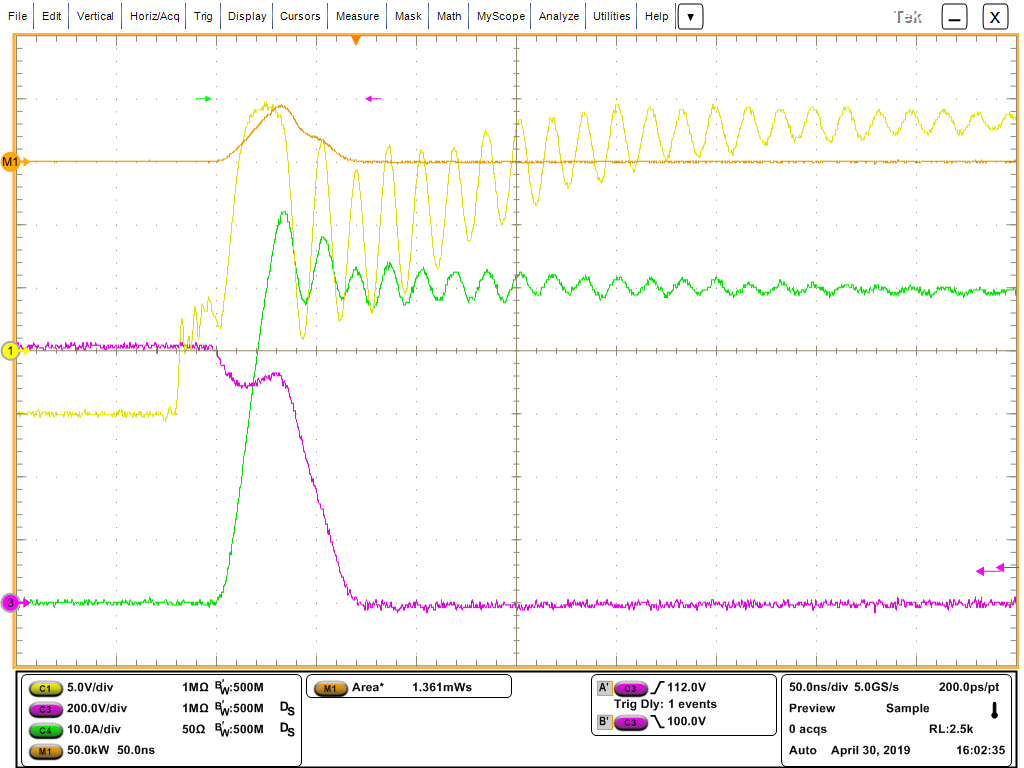 File Edit Vertical Horiz/Acq Trig Display Cursors Measure Mask Math MyScope Analyze Utilities Help Tek X
M1
1
3
C1 5.0V/div 1MΩ BW:500M
C3 200.0V/div 1MΩ BW:500M DS
C4 10.0A/div 50Ω BW:500M DS
M1 50.0kW 50.0ns
M1 Area* 1.361mWs
A' C3 112.0V
Trig Dly: 1 events
B' C3 100.0V
50.0ns/div 5.0GS/s 200.0ps/pt
Preview Sample
0 acqs RL:2.5k
Auto April 30, 2019 16:02:35